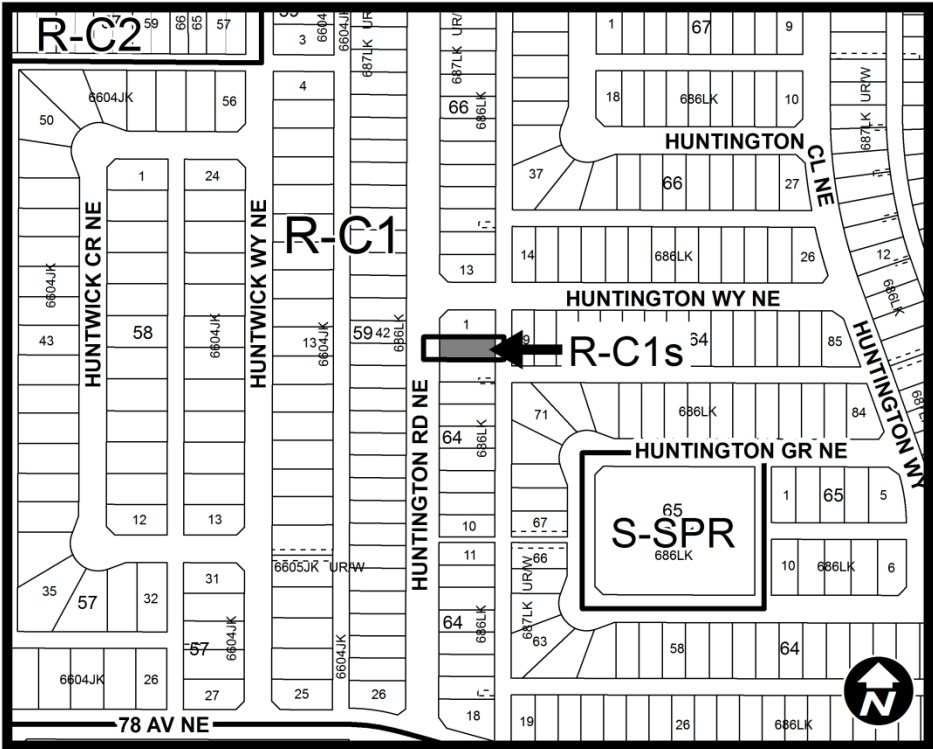 R-C2
59
66
65
57
3
6604JK
UR/W
687LK
UR/W
687LK
1
67
9
4
6604JK
56
50
66
686LK
18
686LK
10
687LK UR/W
HUNTINGTON CL NE
37
66
27
1
24
R-C1
14
686LK
26
12
686LK
13
HUNTINGTON WY NE
HUNTWICK CR NE
HUNTWICK WY NE
6604JK
43
58
6604JK
13
6604JK
59
42
686LK
1
R-C1s
64
85
HUNTINGTON WY
HUNTINGTON RD NE
71
686LK
84
64
686LK
HUNTINGTON GR NE
65
S-SPR
686LK
1
65
5
12
13
10
67
6605JK UR/W
11
66
687LK UR/W
10
686LK
6
35
57
32
31
57
6604JK
64
686LK
63
58
64
6604JK
26
27
25
6604JK
26
18
19
26
686LK
N
78 AV NE